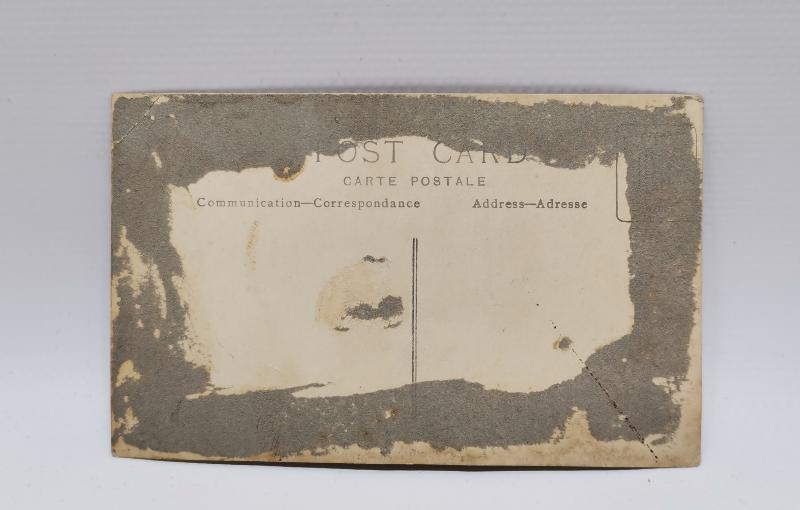 POST CARD
CARTE POSTALE
Communication—Correspondance
Address—Adresse